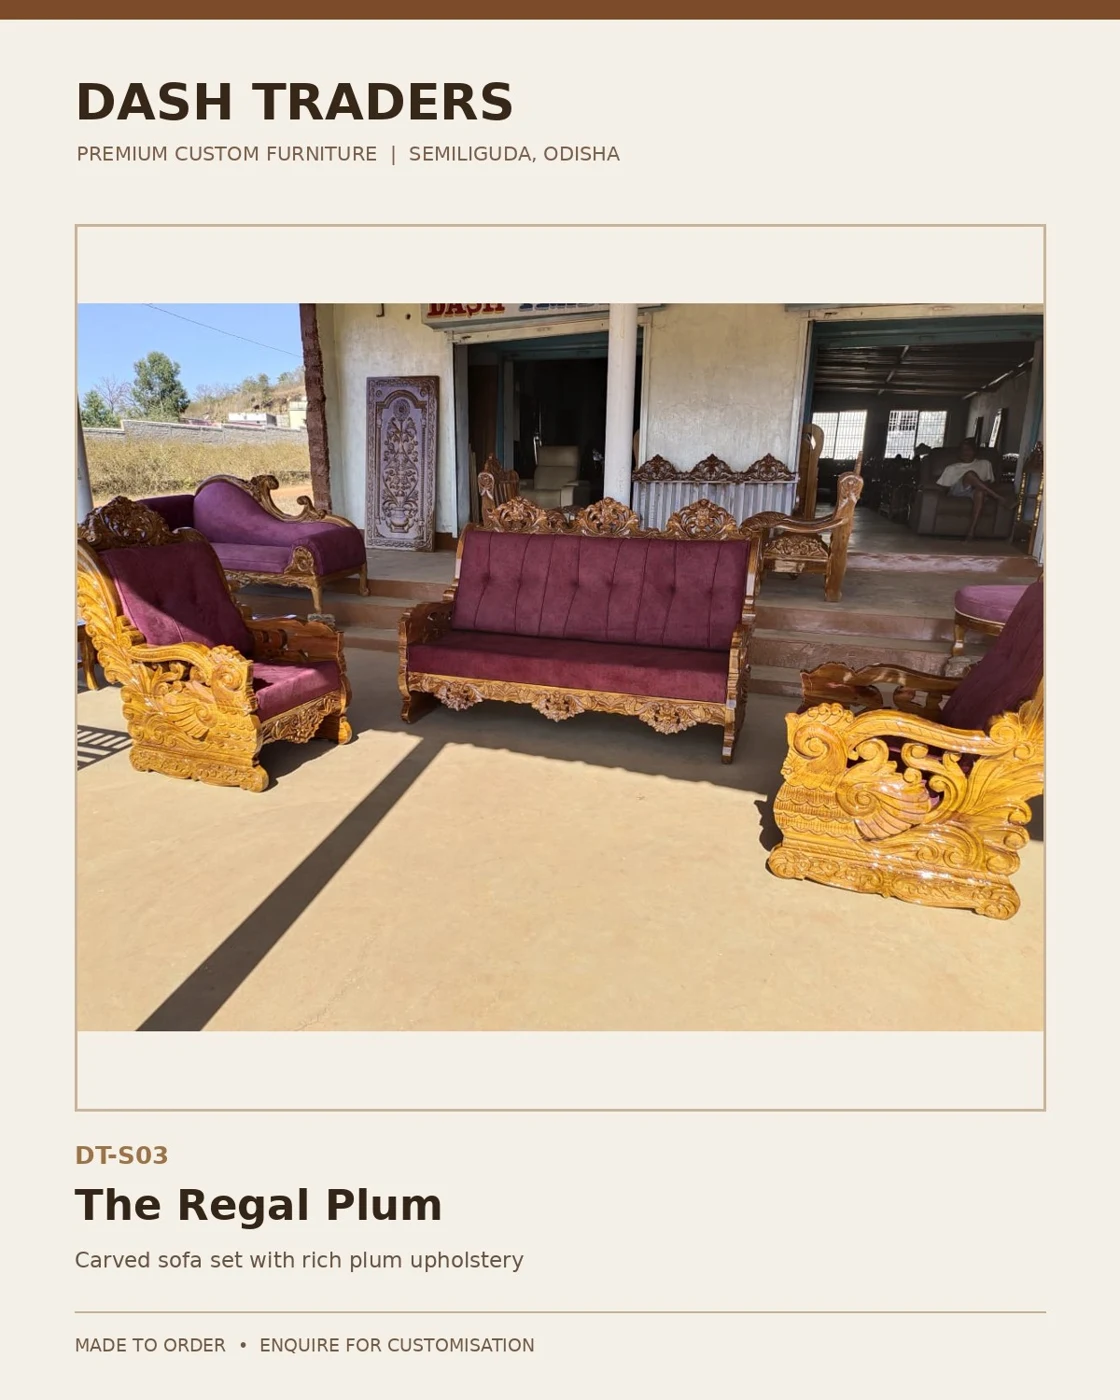 DASH TRADERS
PREMIUM CUSTOM FURNITURE | SEMILIGUDA, ODISHA
DASH
DT-S03
The Regal Plum
Carved sofa set with rich plum upholstery
MADE TO ORDER • ENQUIRE FOR CUSTOMISATION